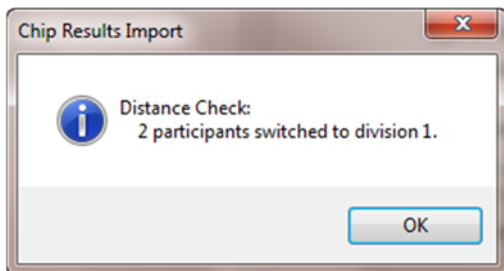 Chip Results Import
Distance Check:
2 participants switched to division 1.
OK